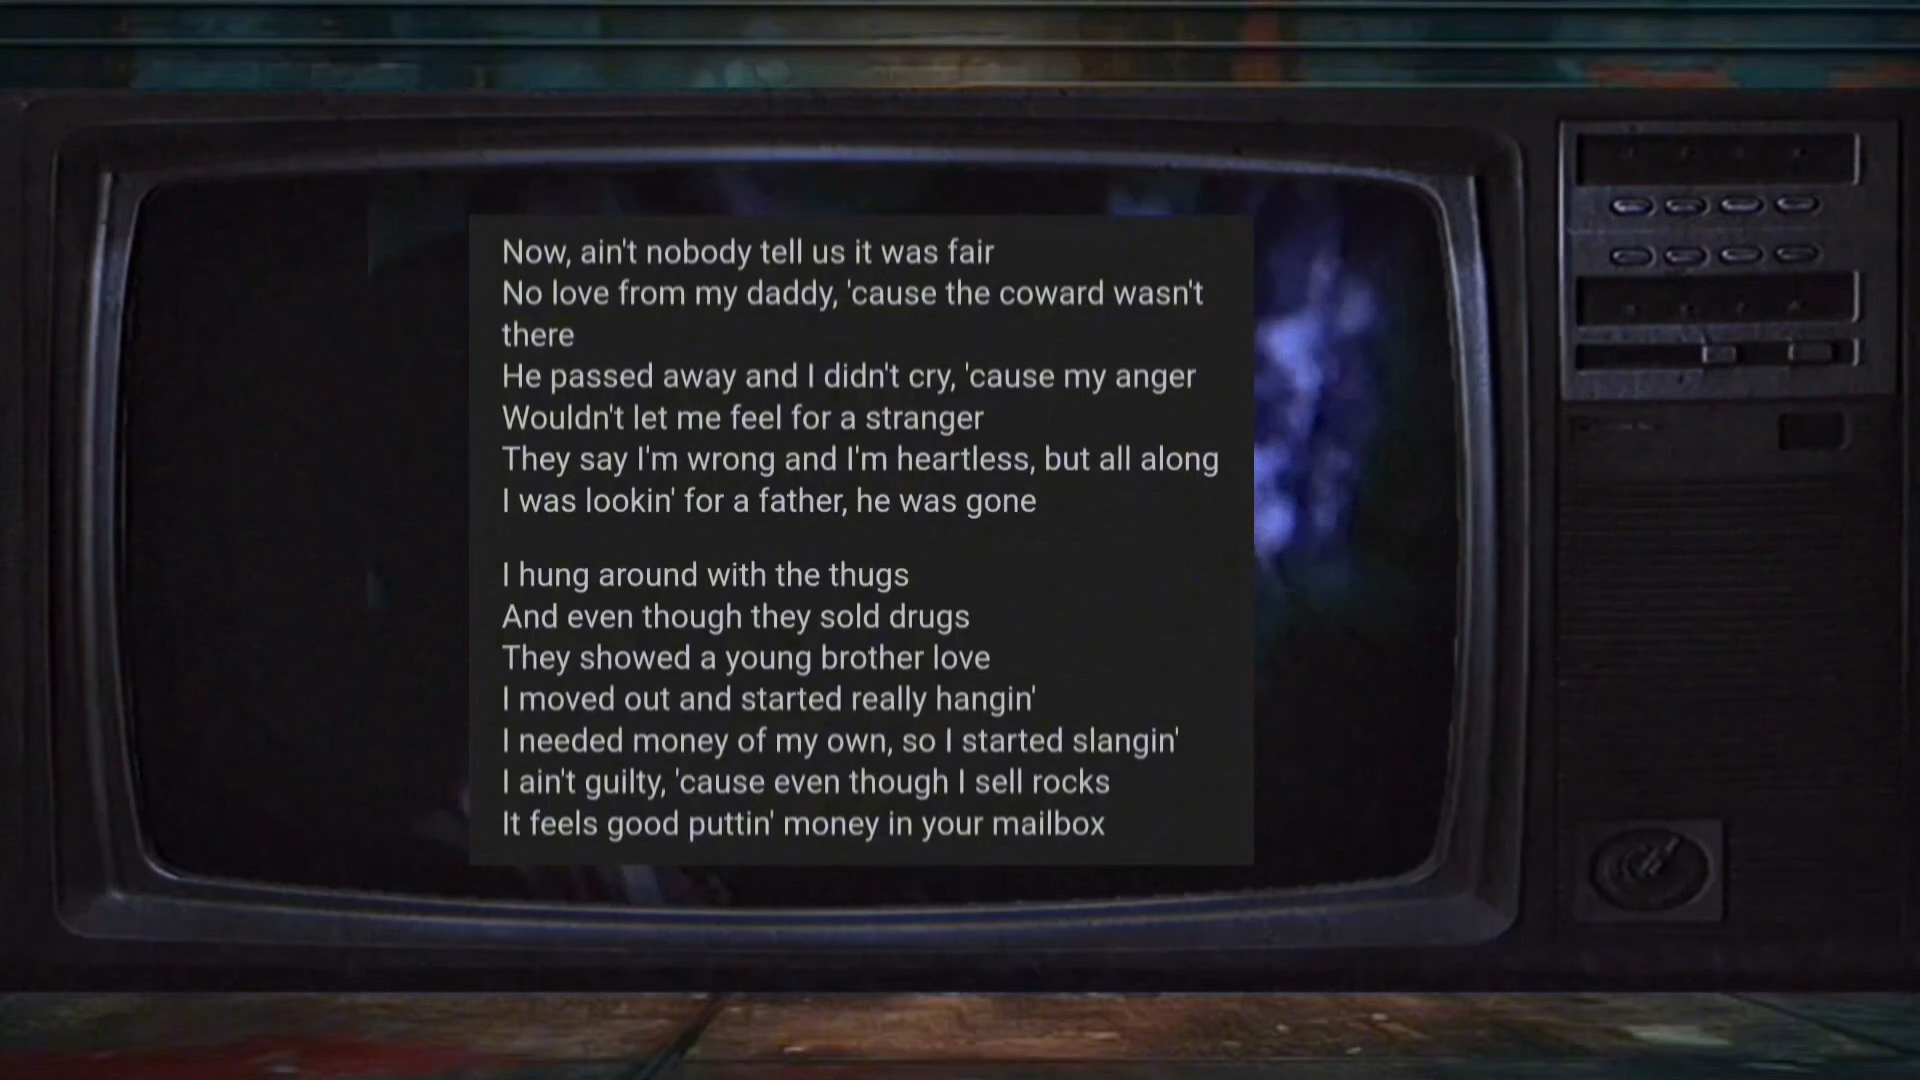 Now, ain't nobody tell us it was fair
No love from my daddy, 'cause the coward wasn't
there
He passed away and I didn't cry, 'cause my anger
Wouldn't let me feel for a stranger
They say I'm wrong and I'm heartless, but all along
I was lookin' for a father, he was gone
I hung around with the thugs
And even though they sold drugs
They showed a young brother love
I moved out and started really hangin'
I needed money of my own, so I started slangin'
I ain't guilty, 'cause even though I sell rocks
It feels good puttin' money in your mailbox